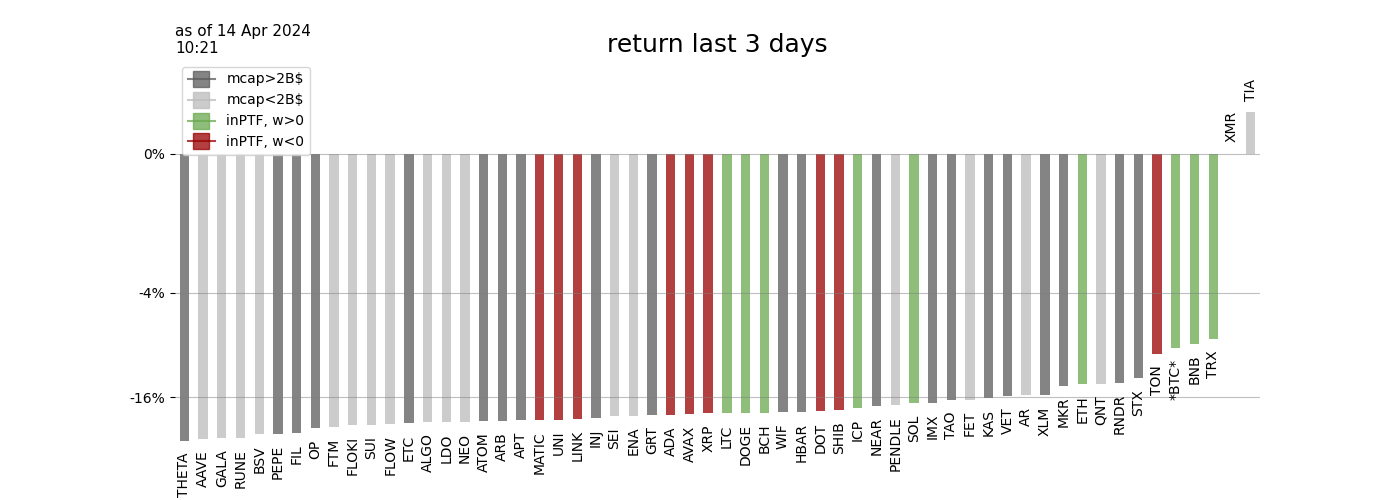 as of 14 Apr 2024
10:21
return last 3 days
mcap>2B$
mcap<2B$
inPTF, w>0
inPTF, w<0
0%
-4%
-16%
THETA
AAVE
GALA
RUNE
BSV
PEPE
FIL
OP
FTM
FLOKI
SUI
FLOW
ETC
ALGO
LDO
NEO
ATOM
ARB
APT
MATIC
UNI
LINK
INJ
SEI
ENA
GRT
ADA
AVAX
XRP
LTC
DOGE
BCH
WIF
HBAR
DOT
SHIB
ICP
NEAR
PENDLE
SOL
IMX
TAO
FET
KAS
VET
AR
XLM
MKR
ETH
QNT
RNDR
STX
TON
*BTC*
BNB
TRX
XMR
TIA